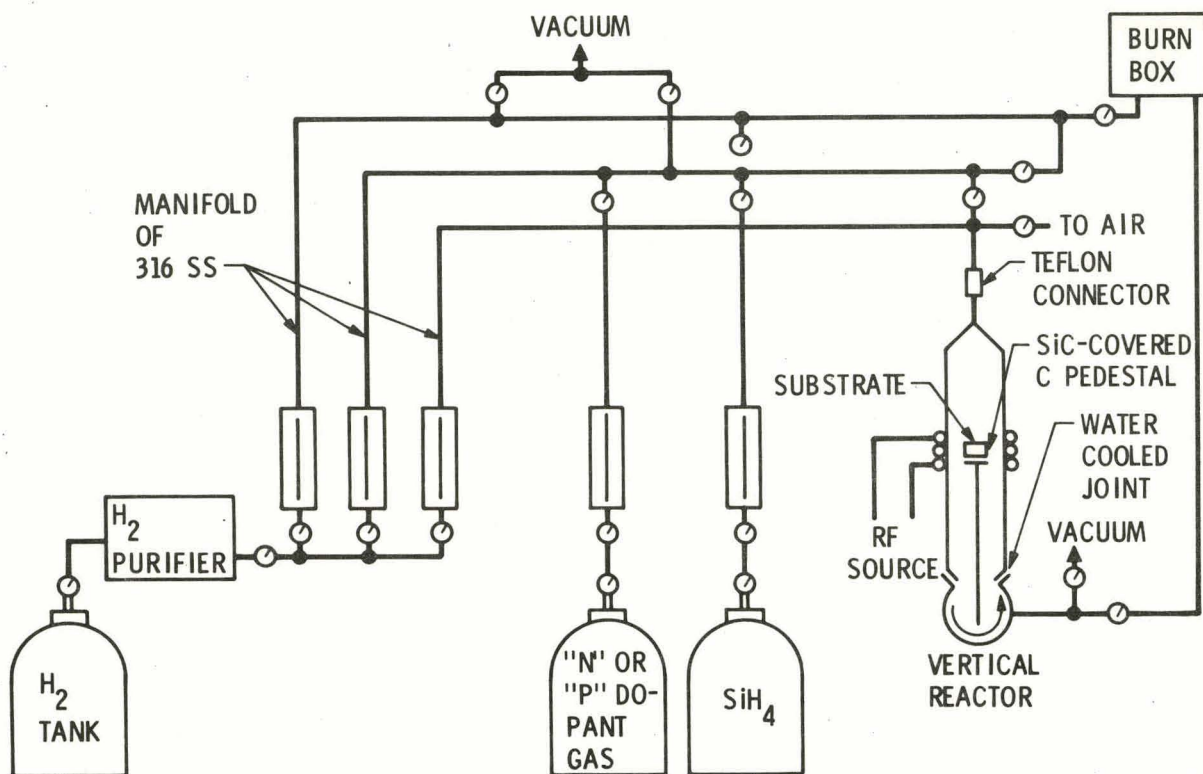 VACUUM
BURN
BOX
MANIFOLD
OF
316 SS
TO AIR
TEFLON
CONNECTOR
SiC-COVERED
C PEDESTAL
SUBSTRATE
WATER
COOLED
JOINT
H2
PURIFIER
RF
SOURCE
VACUUM
H2
TANK
"N" OR
"P" DO-
PANT
GAS
SiH4
VERTICAL
REACTOR